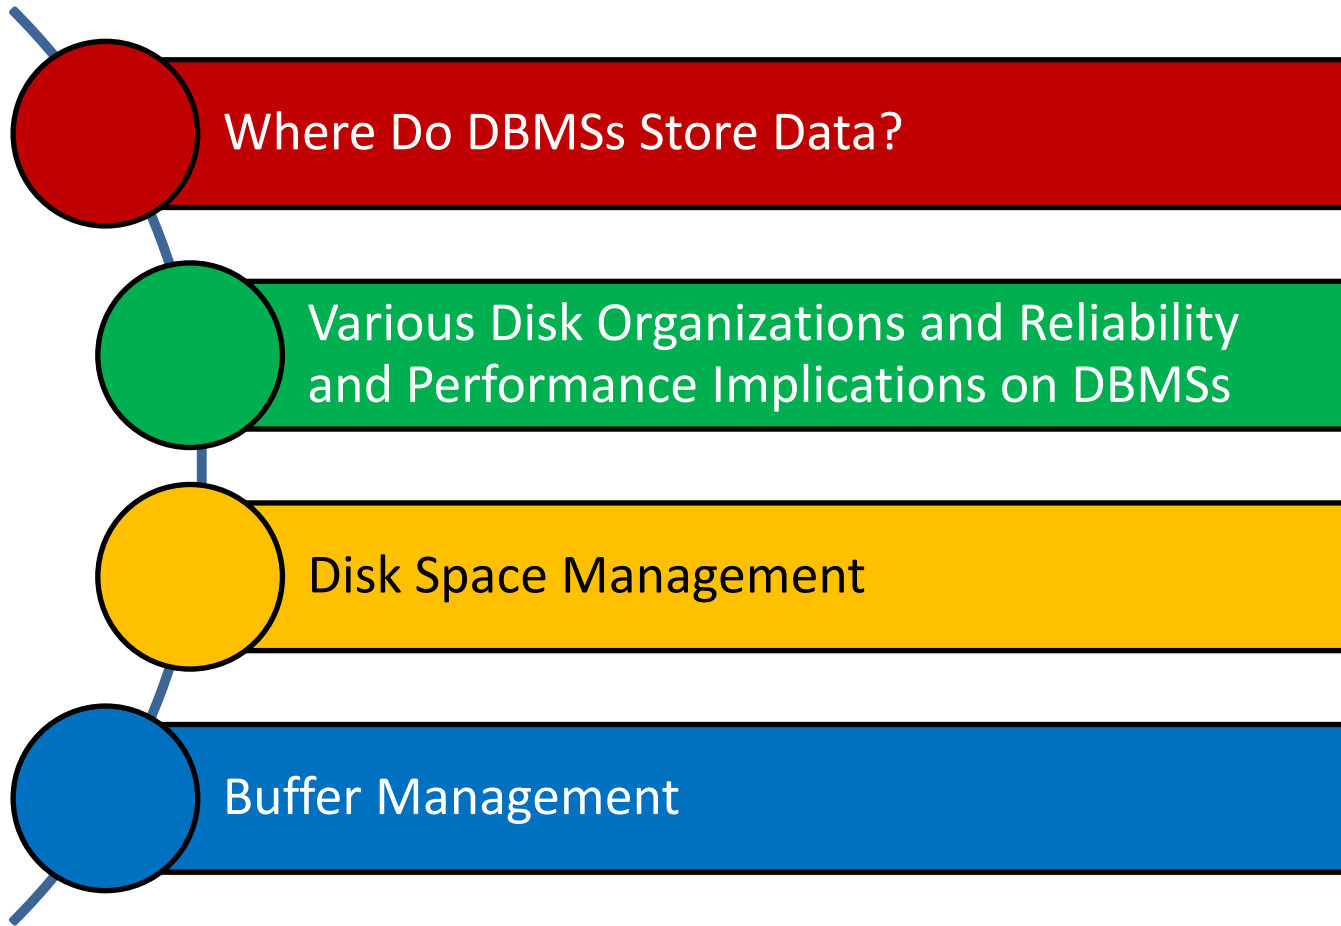 Where Do DBMSs Store Data?
Various Disk Organizations and Reliability
and Performance Implications on DBMSs
Disk Space Management
Buffer Management